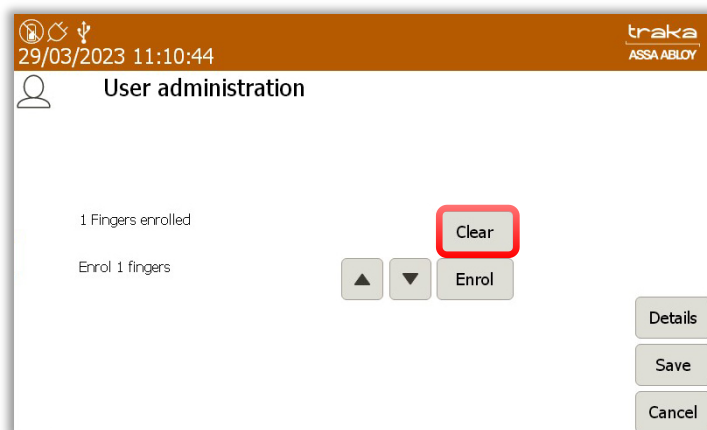 traka
29/03/2023 11:10:44
ASSA ABLOY
User administration
1 Fingers enrolled
Clear
Enrol 1 fingers
Enrol
Details
Save
Cancel